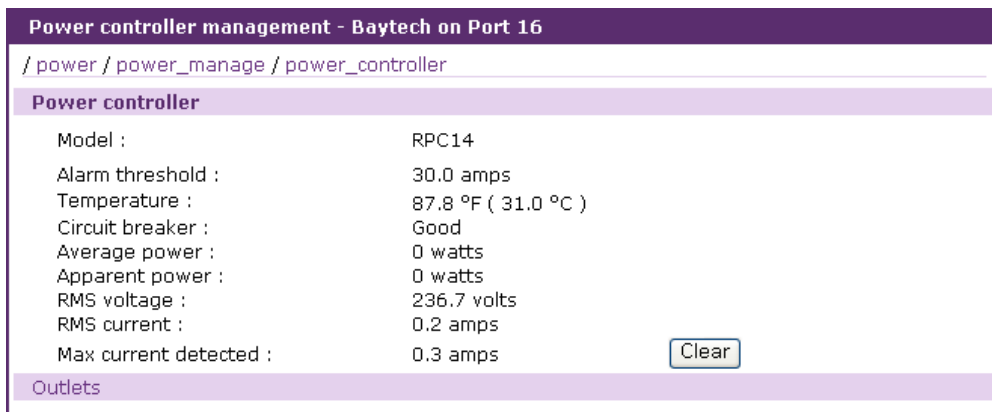 Power controller management - Baytech on Port 16
/ power / power_manage / power_controller
Power controller
Model : RPC14
Alarm threshold : 30.0 amps
Temperature : 87.8 ºF ( 31.0 ºC )
Circuit breaker : Good
Average power : 0 watts
Apparent power : 0 watts
RMS voltage : 236.7 volts
RMS current : 0.2 amps
Max current detected : 0.3 amps Clear
Outlets